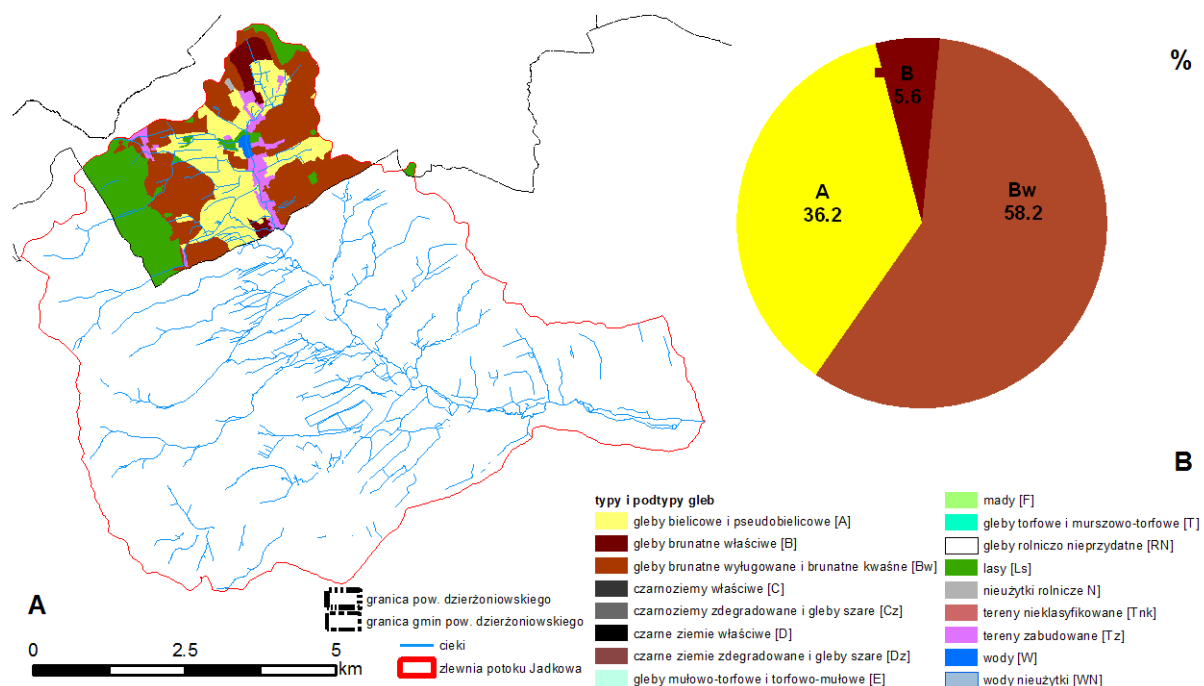 %
B
5.6
A
36.2
Bw
58.2
B
A
granica pow. dzierżoniowskiego
granica gmin pow. dzierżoniowskiego
cieki
zlewnia potoku Jadkowa
0 2.5 5
km
typy i podtypy gleb
gleby bielicowe i pseudobielicowe [A]
gleby brunatne właściwe [B]
gleby brunatne wyługowane i brunatne kwaśne [Bw]
czarnoziemy właściwe [C]
czarnoziemy zdegradowane i gleby szare [Cz]
czarne ziemie właściwe [D]
czarne ziemie zdegradowane i gleby szare [Dz]
gleby mułowo-torfowe i torfowo-mułowe [E]
mady [F]
gleby torfowe i murszowo-torfowe [T]
gleby rolniczo nieprzydatne [RN]
lasy [Ls]
nieużytki rolnicze N]
tereny nieklasyfikowane [Tnk]
tereny zabudowane [Tz]
wody [W]
wody nieużytki [WN]